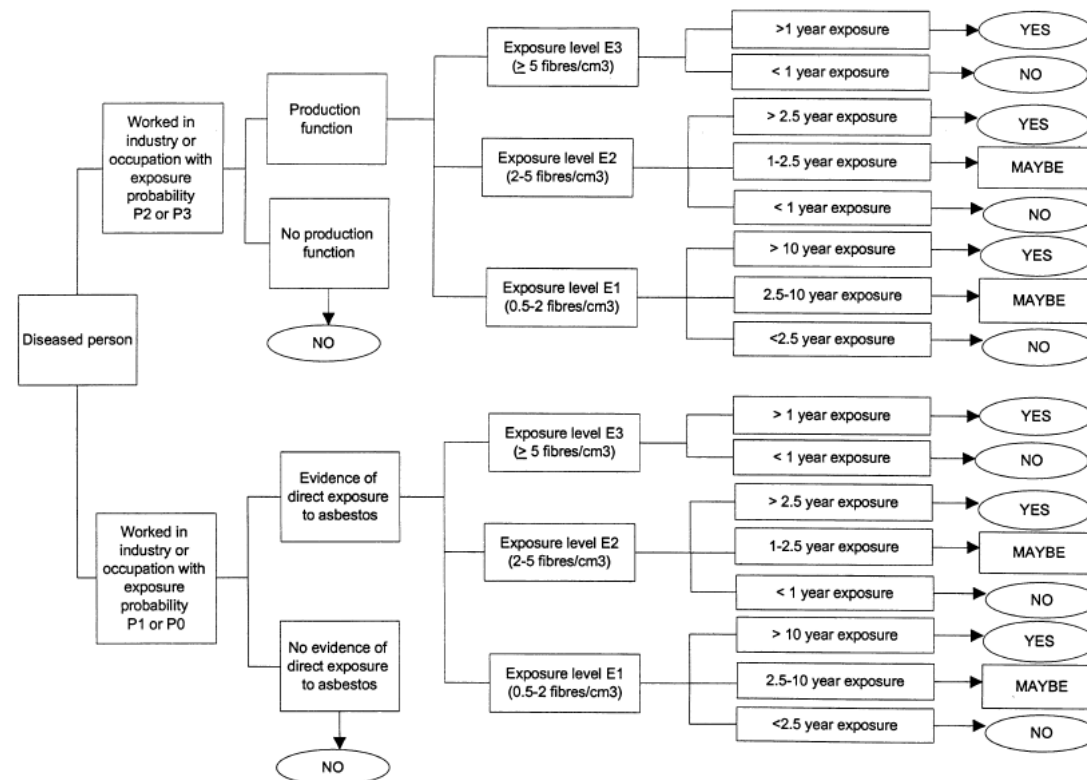 Diseased person
Worked in
industry or
occupation with
exposure
probability
P2 or P3
Production
function
No production
function
NO
Exposure level E3
(≥ 5 fibres/cm3)
>1 year exposure
YES
< 1 year exposure
NO
Exposure level E2
(2-5 fibres/cm3)
> 2.5 year exposure
YES
1-2.5 year exposure
MAYBE
< 1 year exposure
NO
Exposure level E1
(0.5-2 fibres/cm3)
> 10 year exposure
YES
2.5-10 year exposure
MAYBE
<2.5 year exposure
NO
Worked in
industry or
occupation with
exposure
probability
P1 or P0
Evidence of
direct exposure
to asbestos
No evidence of
direct exposure
to asbestos
NO
Exposure level E3
(≥ 5 fibres/cm3)
> 1 year exposure
YES
< 1 year exposure
NO
Exposure level E2
(2-5 fibres/cm3)
> 2.5 year exposure
YES
1-2.5 year exposure
MAYBE
< 1 year exposure
NO
Exposure level E1
(0.5-2 fibres/cm3)
> 10 year exposure
YES
2.5-10 year exposure
MAYBE
<2.5 year exposure
NO